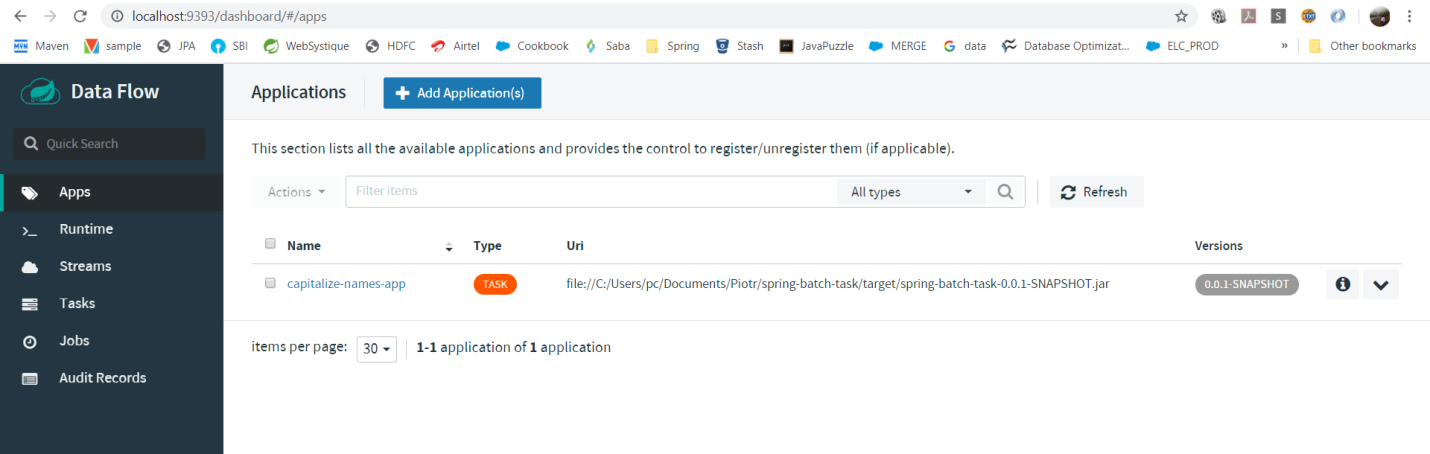 localhost:9393/dashboard/#/apps
Maven sample JPA SBI WebSystique HDFC Airtel Cookbook Saba Spring Stash JavaPuzzle MERGE data Database Optimizat... ELC_PROD » Other bookmarks
Data Flow
Applications
Add Application(s)
Quick Search
This section lists all the available applications and provides the control to register/unregister them (if applicable).
Apps
Actions Filter items All types Refresh
Runtime
Name Type Uri Versions
Streams
capitalize-names-app TASK file://C:/Users/pc/Documents/Piotr/spring-batch-task/target/spring-batch-task-0.0.1-SNAPSHOT.jar 0.0.1-SNAPSHOT
Tasks
Jobs
items per page: 30 1-1 application of 1 application
Audit Records